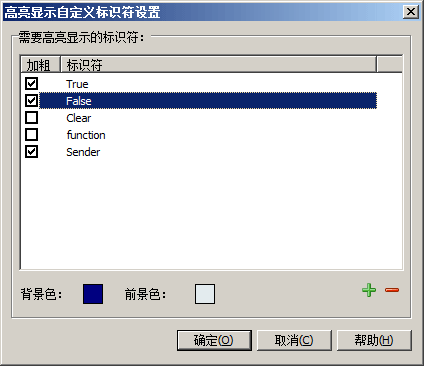 高亮显示自定义标识符设置
需要高亮显示的标识符：
加粗 标识符
True
False
Clear
function
Sender
背景色： 前景色：
确定(O) 取消(C) 帮助(H)